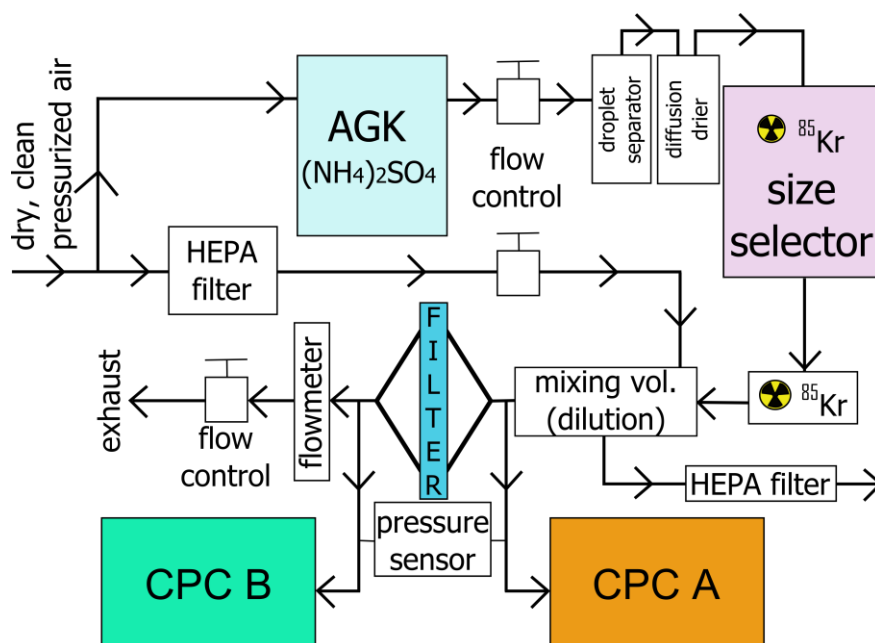 dry, clean
pressurized air
AGK
(NH4)2SO4
flow
control
droplet
separator
diffusion
drier
85Kr
size
selector
HEPA
filter
FILTER
mixing vol.
(dilution)
85Kr
exhaust
flow
control
flowmeter
HEPA filter
pressure
sensor
CPC B
CPC A